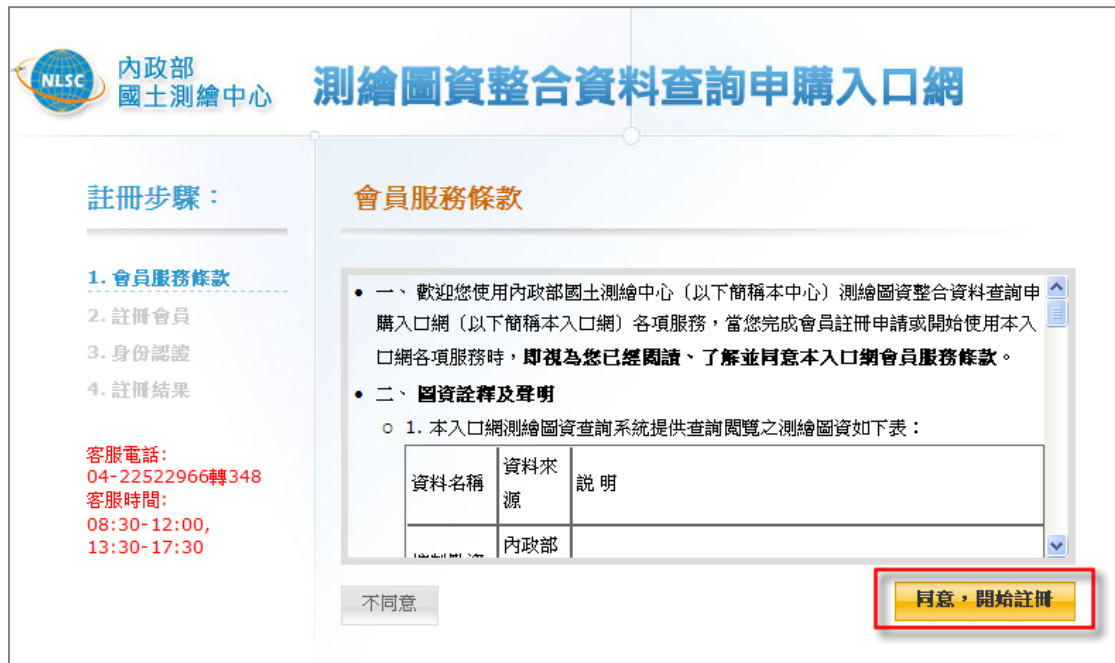 NLSC
內政部
國土測繪中心
測繪圖資整合資料查詢申購入口網
註冊步驟：
1. 會員服務條款
2. 註冊會員
3. 身份認證
4. 註冊結果
客服電話:
04-22522966轉348
客服時間:
08:30-12:00,
13:30-17:30
會員服務條款
• 一、 歡迎您使用內政部國土測繪中心（以下簡稱本中心）測繪圖資整合資料查詢申
購入口網（以下簡稱本入口網）各項服務，當您完成會員註冊申請或開始使用本入
口網各項服務時，即視為您已經閱讀、了解並同意本入口網會員服務條款。
• 二、 圖資詮釋及聲明
○ 1. 本入口網測繪圖資查詢系統提供查詢閱覽之測繪圖資如下表：
資料名稱
資料來
源
說 明
內政部
不同意
同意，開始註冊